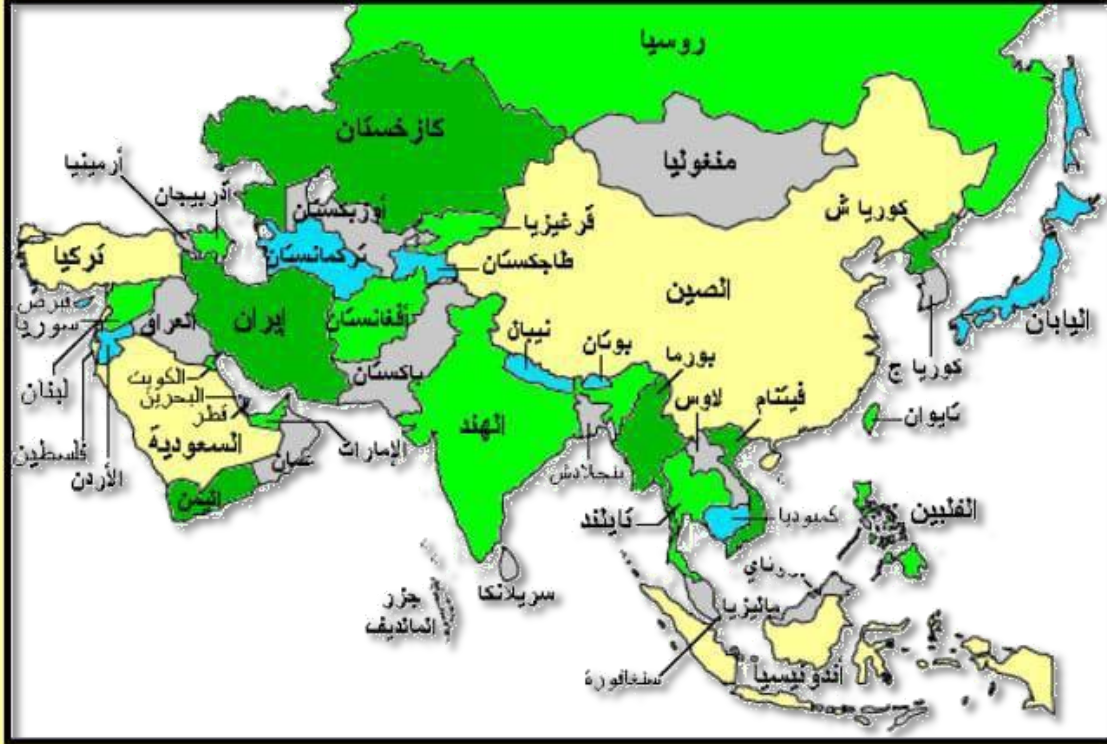 روسيا
كازخستان
منغوليا
أرمينيا
أذربيجان
أوزبكستان
قرغيزيا
كوريا ش
تركيا
تركمانستان
طاجكستان
الصين
قبرص
سوريا
العراق
إيران
أفغانستان
اليابان
لبنان
الكويت
باكستان
نيبال
بوتان
بورما
كوريا ج
البحرين
قطر
لاوس
فيتنام
تايوان
فلسطين
السعودية
الإمارات
الهند
الأردن
عمان
بنجلادش
اليمن
تايلند
كمبوديا
الفلبين
سريلانكا
جزر
المالديف
ماليزيا
سنغافورة
اندونيسيا